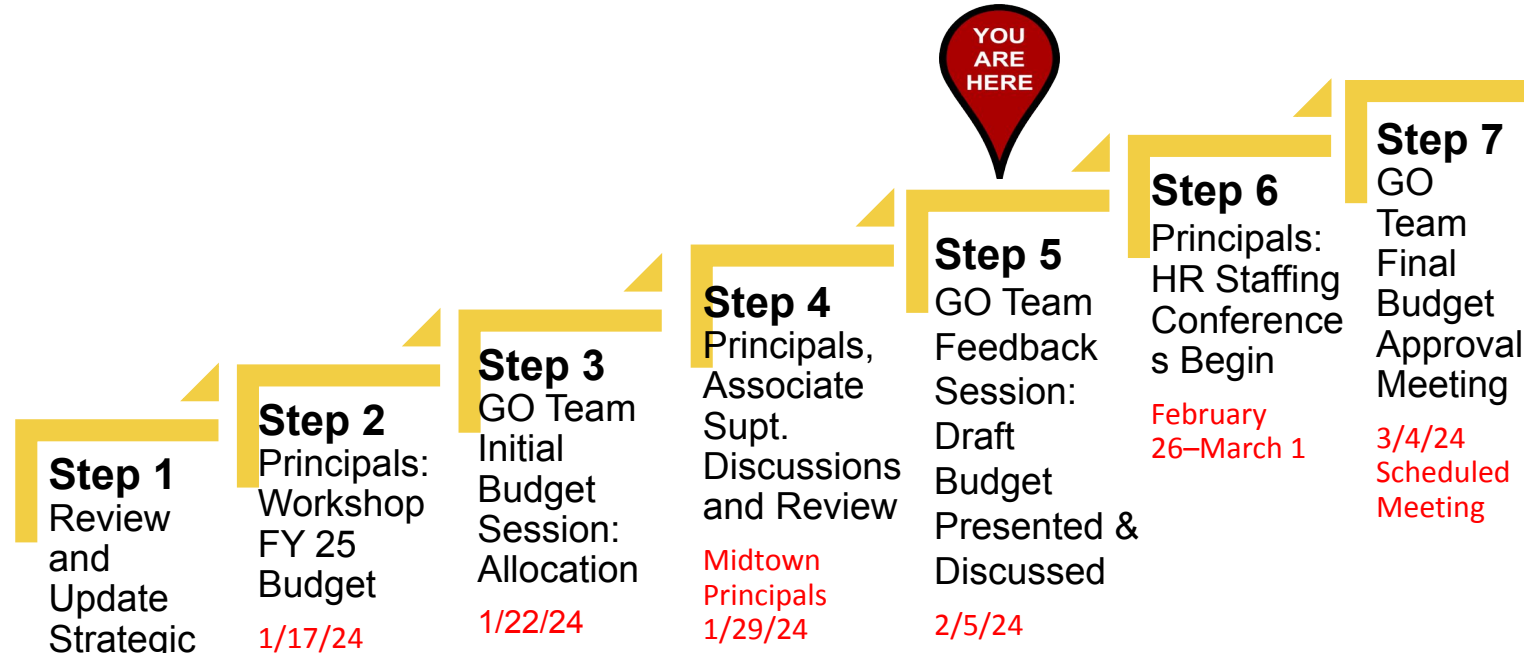 YOU
ARE
HERE
Step 1
Review
and
Update
Strategic
Step 2
Principals:
Workshop
FY 25
Budget
1/17/24
Step 3
GO Team
Initial
Budget
Session:
Allocation
1/22/24
Step 4
Principals,
Associate
Supt.
Discussions
and Review
Midtown
Principals
1/29/24
Step 5
GO Team
Feedback
Session:
Draft
Budget
Presented &
Discussed
2/5/24
Step 6
Principals:
HR Staffing
Conference
s Begin
February
26–March 1
Step 7
GO
Team
Final
Budget
Approval
Meeting
3/4/24
Scheduled
Meeting